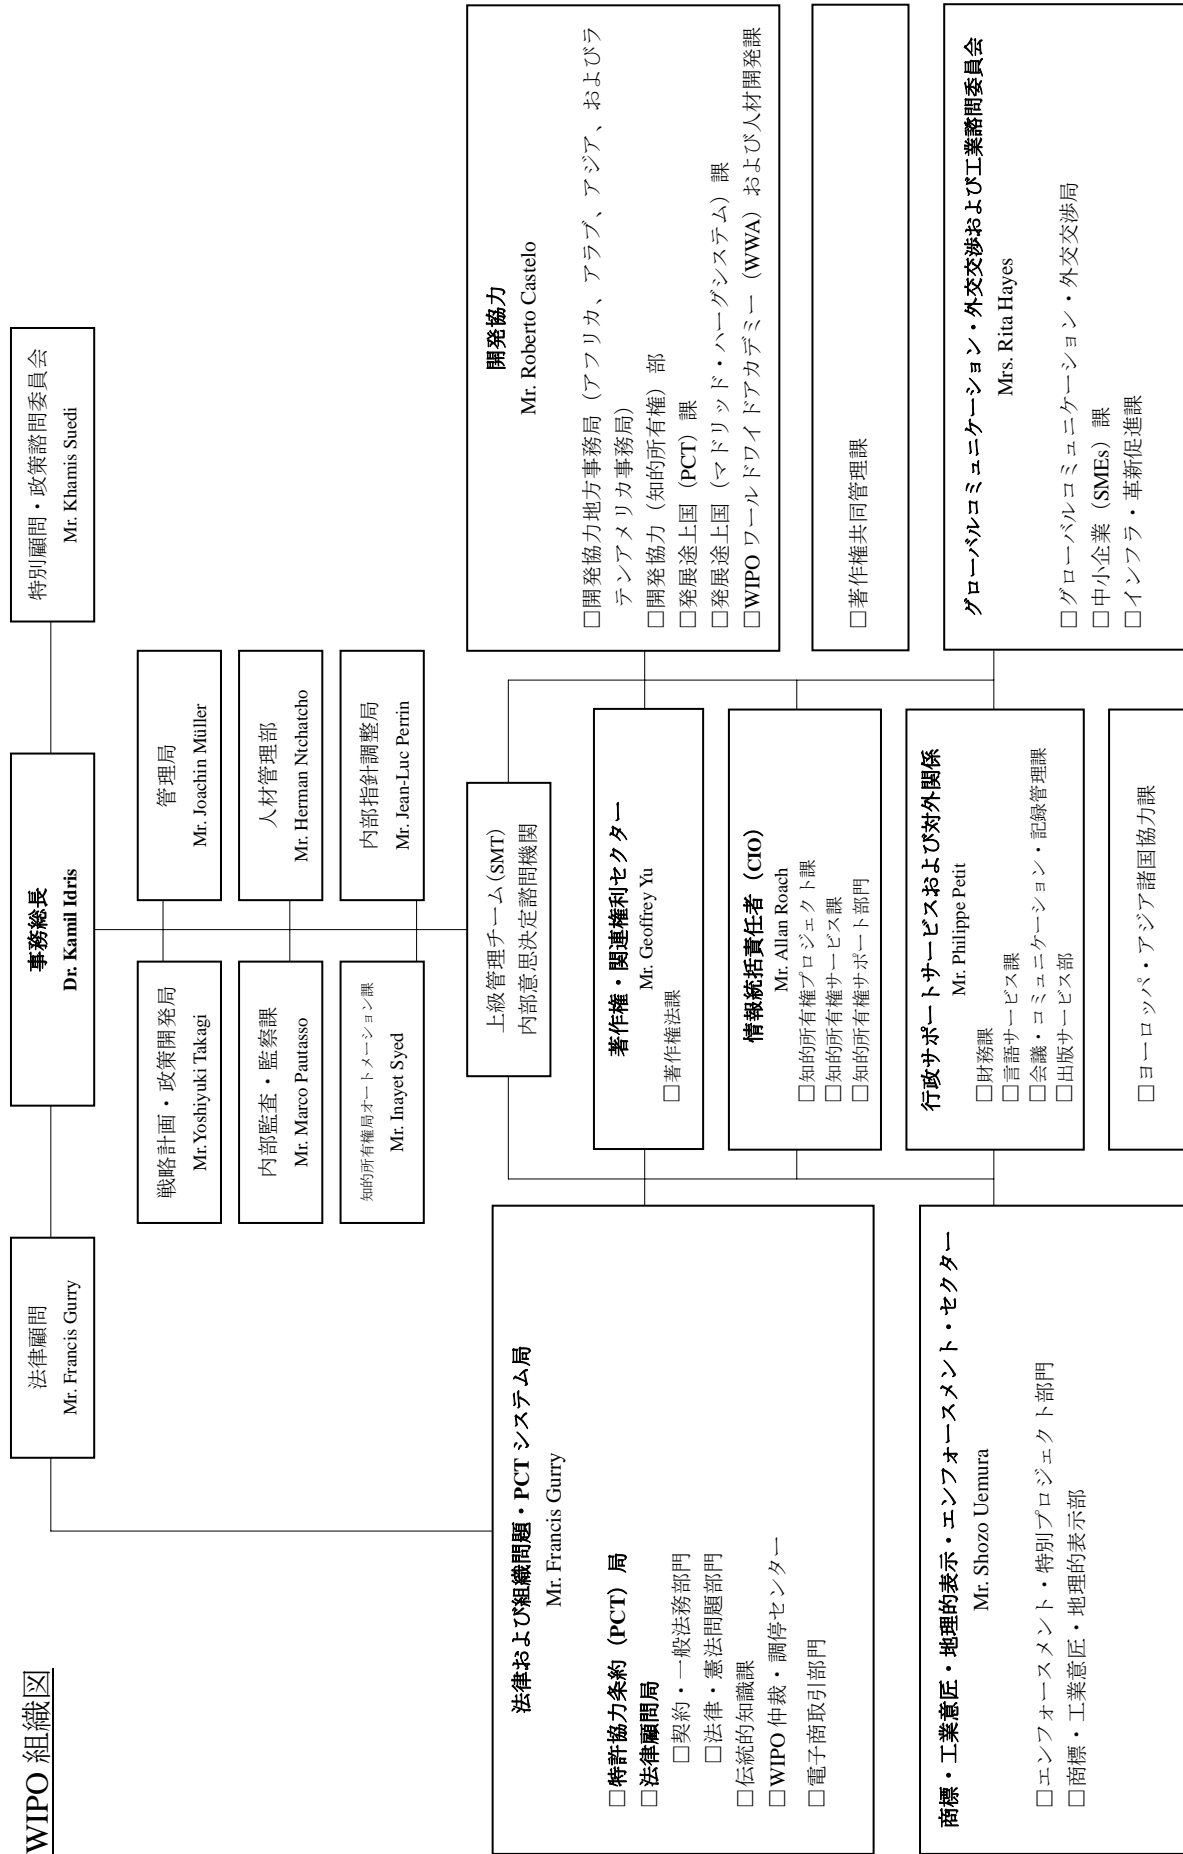 WIPO 組織図
法律顧問
Mr. Francis Gurry
事務総長
Dr. Kamil Idris
特別顧問・政策諮問委員会
Mr. Khamis Suedi
戦略計画・政策開発局
Mr.Yoshiyuki Takagi
管理局
Mr. Joachin Müller
内部監査・監察課
Mr. Marco Pautasso
人材管理部
Mr. Herman Ntchatcho
知的所有権局オートメーション課
Mr. Inayet Syed
内部指針調整局
Mr. Jean-Luc Perrin
上級管理チーム(SMT)
内部意思決定諮問機関
法律および組織問題・PCT システム局
Mr. Francis Gurry
□特許協力条約（PCT）局
□法律顧問局
□契約・一般法務部門
□法律・憲法問題部門
□伝統的知識課
□WIPO 仲裁・調停センター
□電子商取引部門
商標・工業意匠・地理的表示・エンフォースメント・セクター
Mr. Shozo Uemura
□エンフォースメント・特別プロジェクト部門
□商標・工業意匠・地理的表示部
著作権・関連権利セクター
Mr. Geoffrey Yu
□著作権法課
情報統括責任者（CIO）
Mr. Allan Roach
□知的所有権プロジェクト課
□知的所有権サービス課
□知的所有権サポート部門
行政サポートサービスおよび対外関係
Mr. Philippe Petit
□財務課
□言語サービス課
□会議・コミュニケーション・記録管理課
□出版サービス部
□ヨーロッパ・アジア諸国協力課
開発協力
Mr. Roberto Castelo
□開発協力地方事務局（アフリカ、アラブ、アジア、およびラ
テンアメリカ事務局）
□開発協力（知的所有権）部
□発展途上国（PCT）課
□発展途上国（マドリッド・ハーグシステム）課
□WIPO ワールドワイドアカデミー（WWA）および人材開発課
□著作権共同管理課
グローバルコミュニケーション・外交交渉および工業諮問委員会
Mrs. Rita Hayes
□グローバルコミュニケーション・外交交渉局
□中小企業（SMEs）課
□インフラ・革新促進課